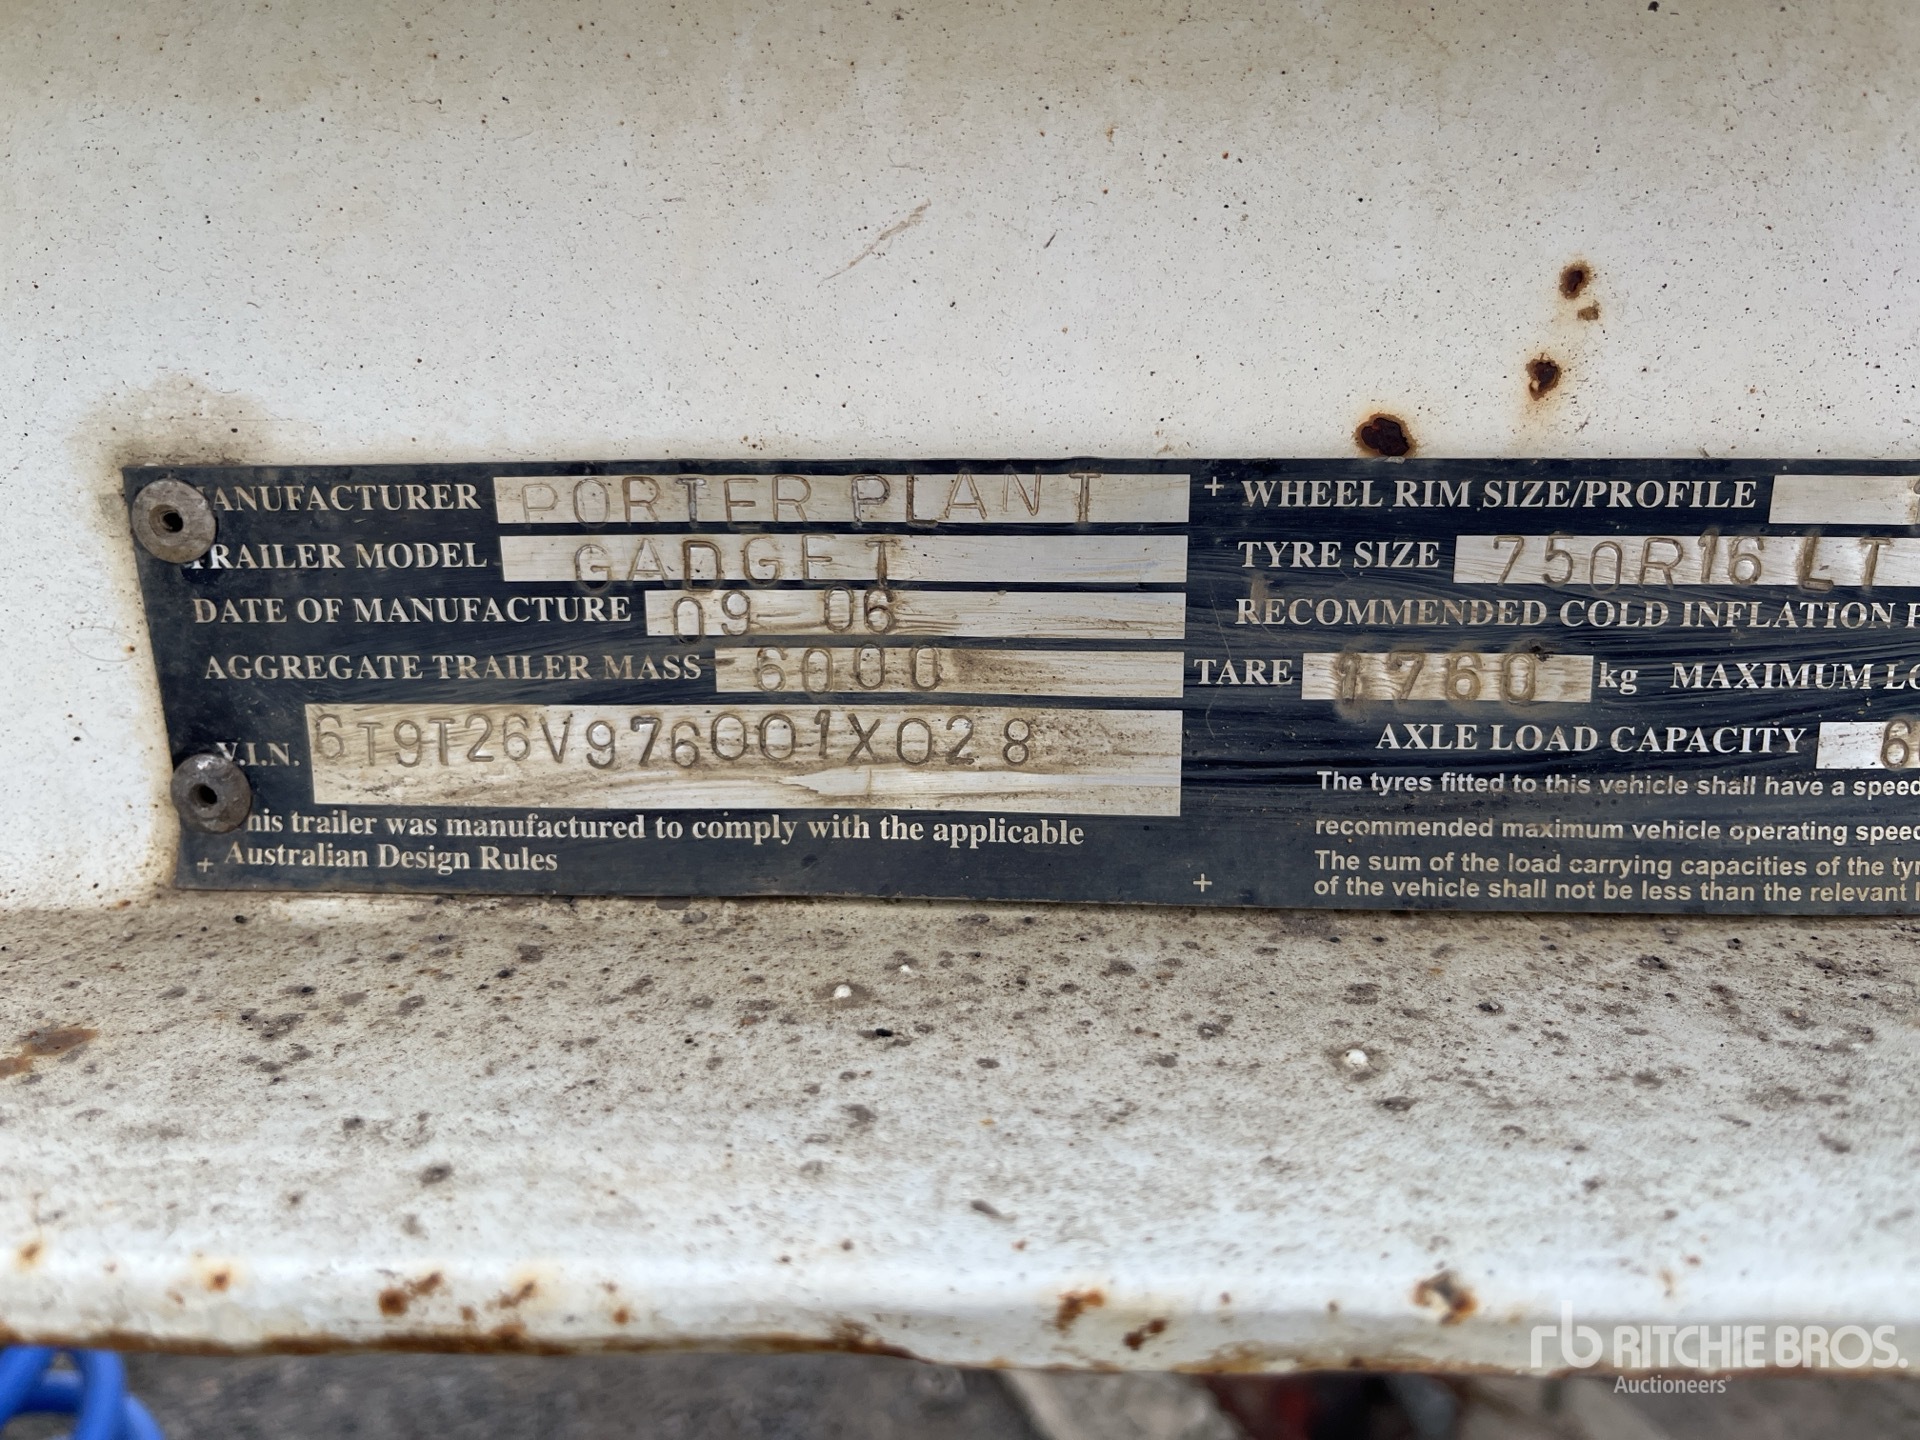 MANUFACTURER PORTER PLANT
TRAILER MODEL GADGET
DATE OF MANUFACTURE 09 06
AGGREGATE TRAILER MASS 6000
V.I.N. 6T9T26V976001X028
This trailer was manufactured to comply with the applicable
Australian Design Rules
WHEEL RIM SIZE/PROFILE
TYRE SIZE 750R16 LT
RECOMMENDED COLD INFLATION
TARE 1760 kg MAXIMUM
AXLE LOAD CAPACITY
The tyres fitted to this vehicle shall have a speed
recommended maximum vehicle operating speed
The sum of the load carrying capacities of the
of the vehicle shall not be less than the relevant
rb RITCHIE BROS.
Auctioneers